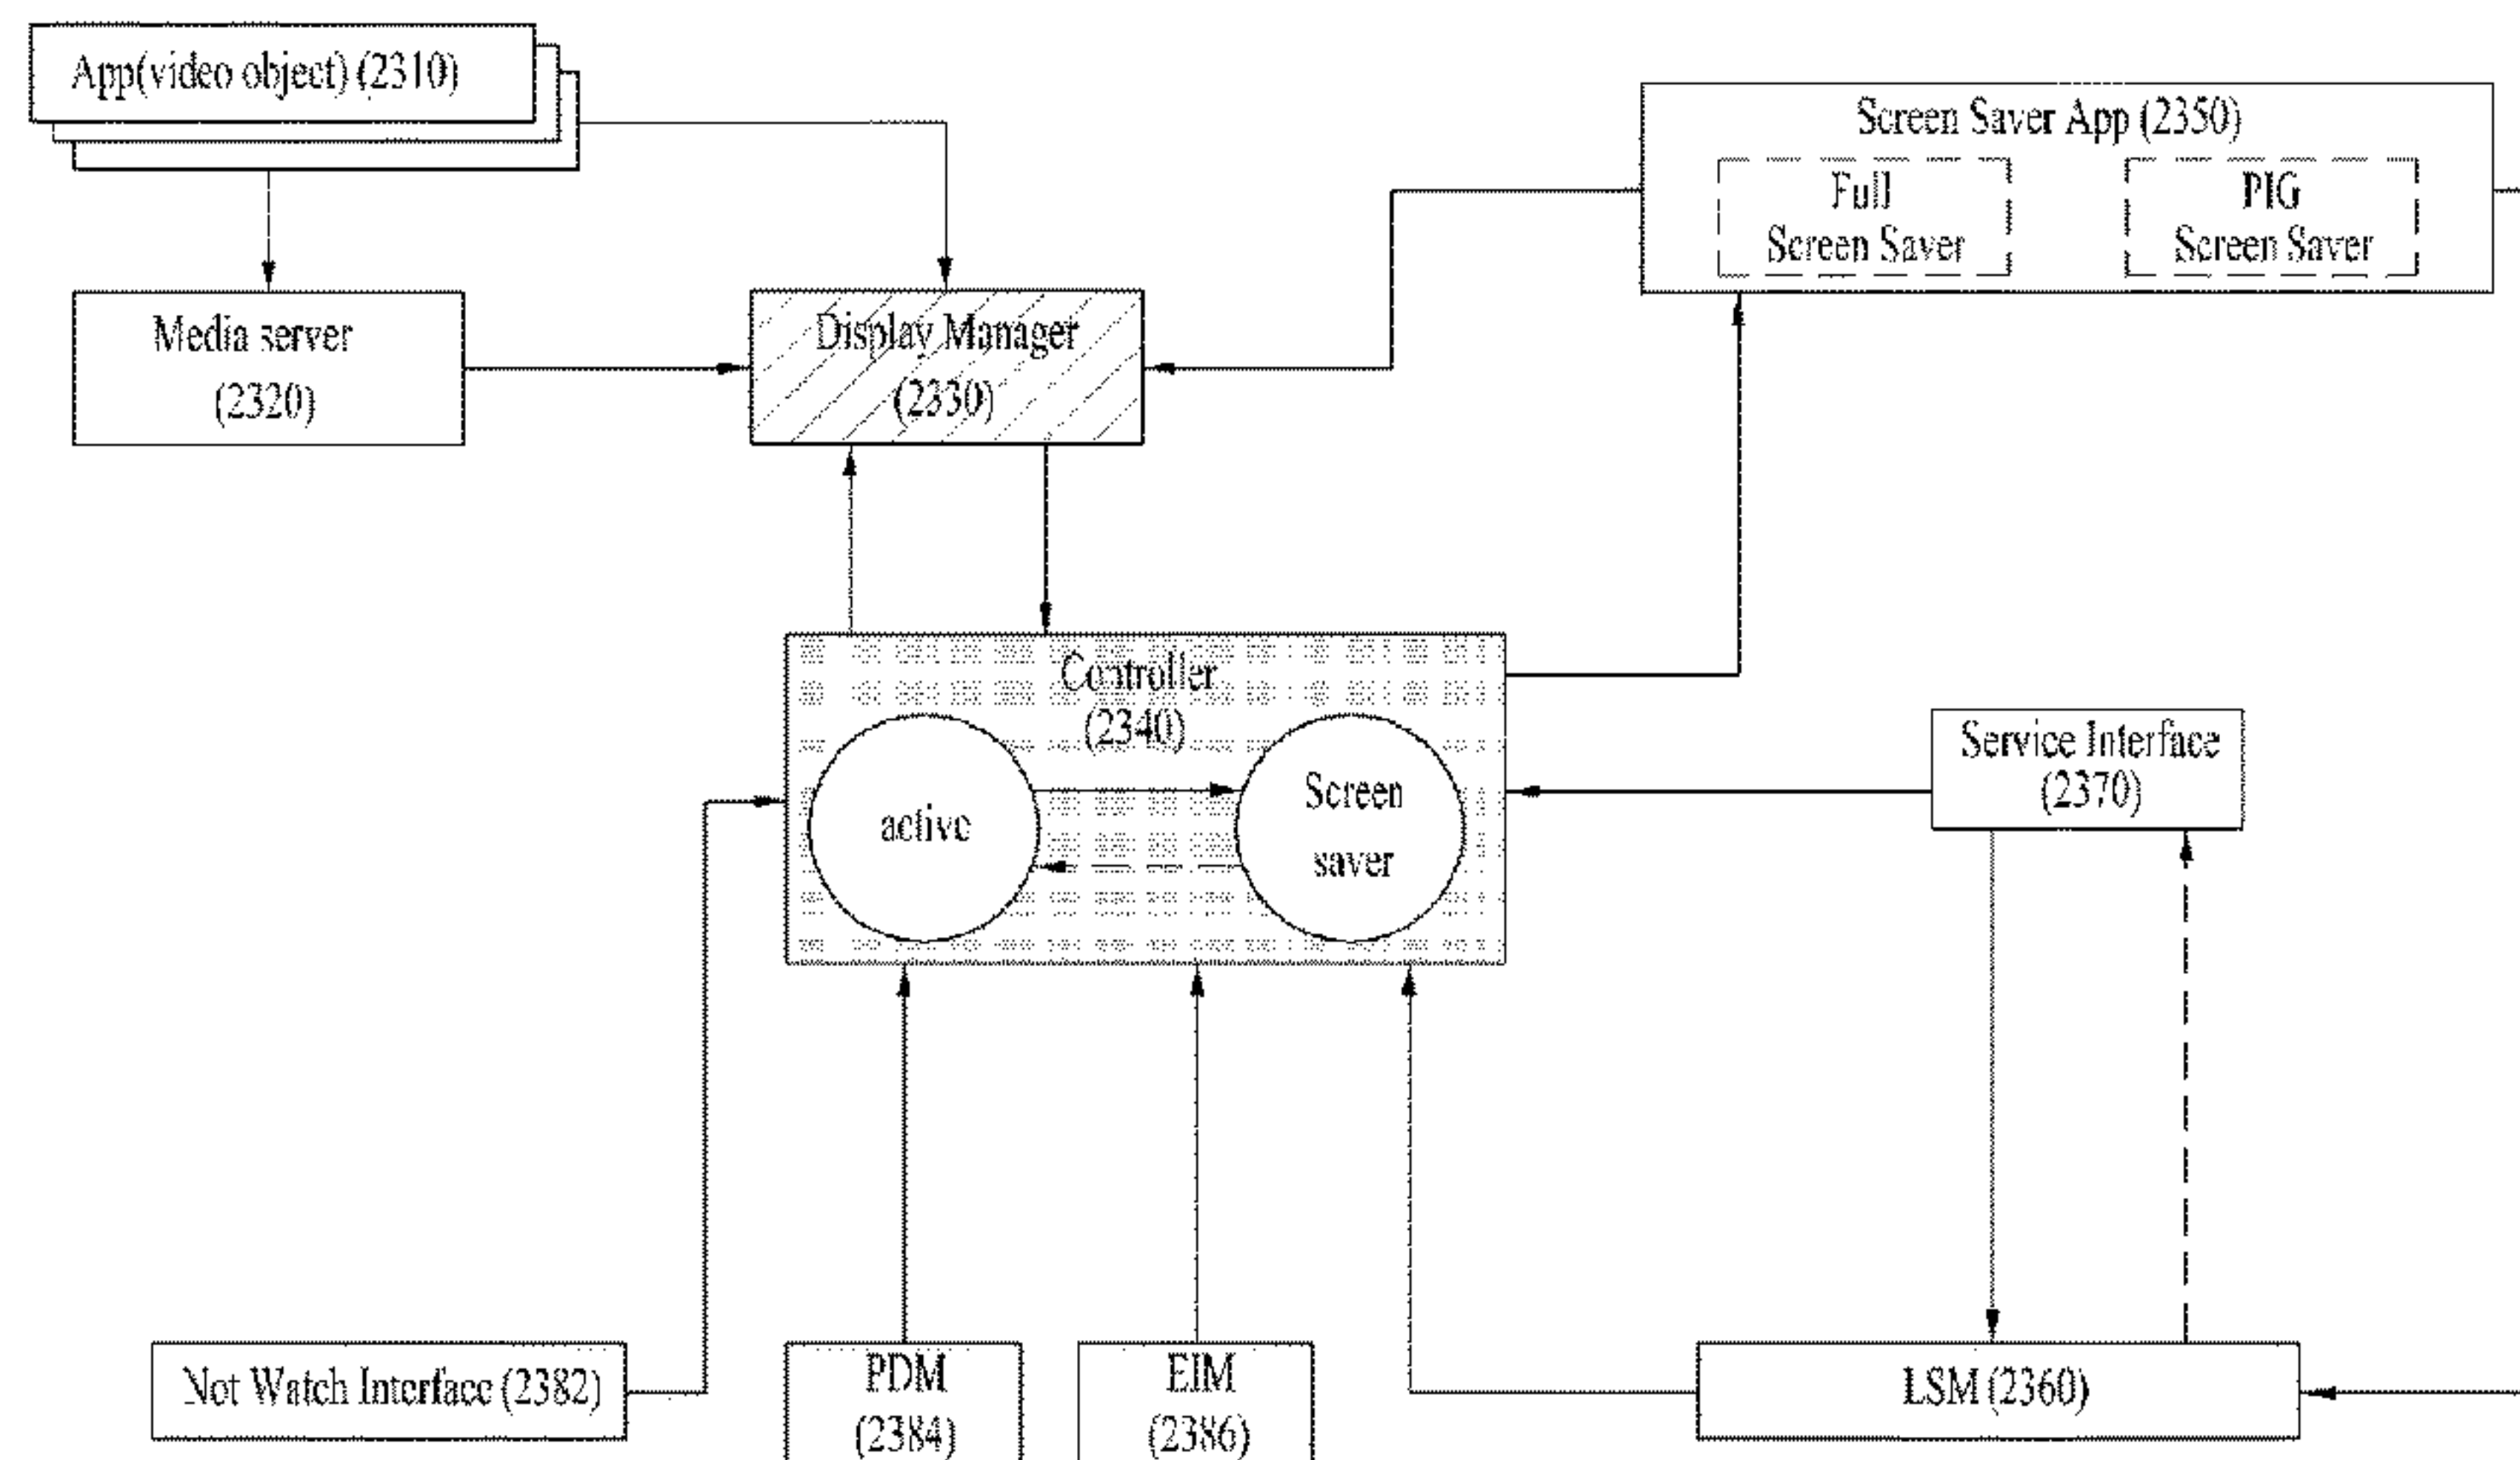 App(video object) (2310)
Screen Saver App (2350)
Full
Screen Saver
PIG
Screen Saver
Media server
(2320)
Display Manager
(2330)
Controller
(2340)
active
Screen
saver
Service Interface
(2370)
Not Watch Interface (2382)
PDM
(2384)
EIM
(2386)
LSM (2360)